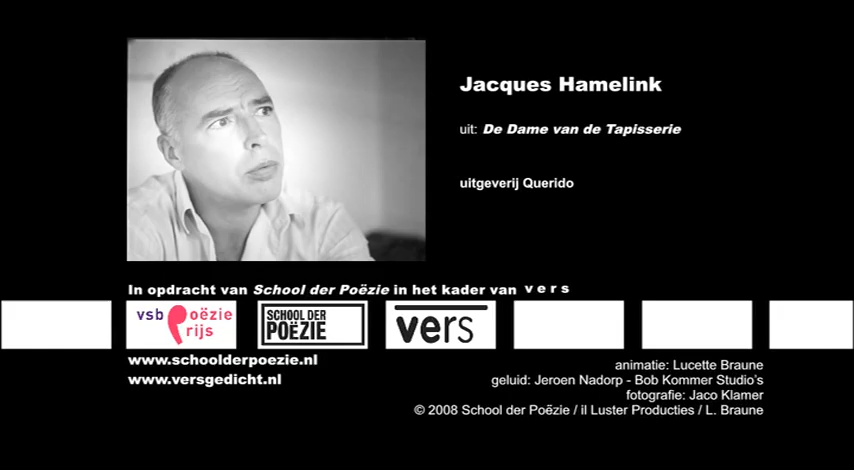 Jacques Hamelink
uit: De Dame van de Tapisserie
uitgeverij Querido
In opdracht van School der Poëzie in het kader van vers
vsb Poëzie
Prijs
SCHOOL DER
POËZIE
vers
www.schoolderpoezie.nl
www.versgedicht.nl
animatie: Lucette Braune
geluid: Jeroen Nadorp - Bob Kommer Studio's
fotografie: Jaco Klamer
© 2008 School der Poëzie / il Luster Producties / L. Braune